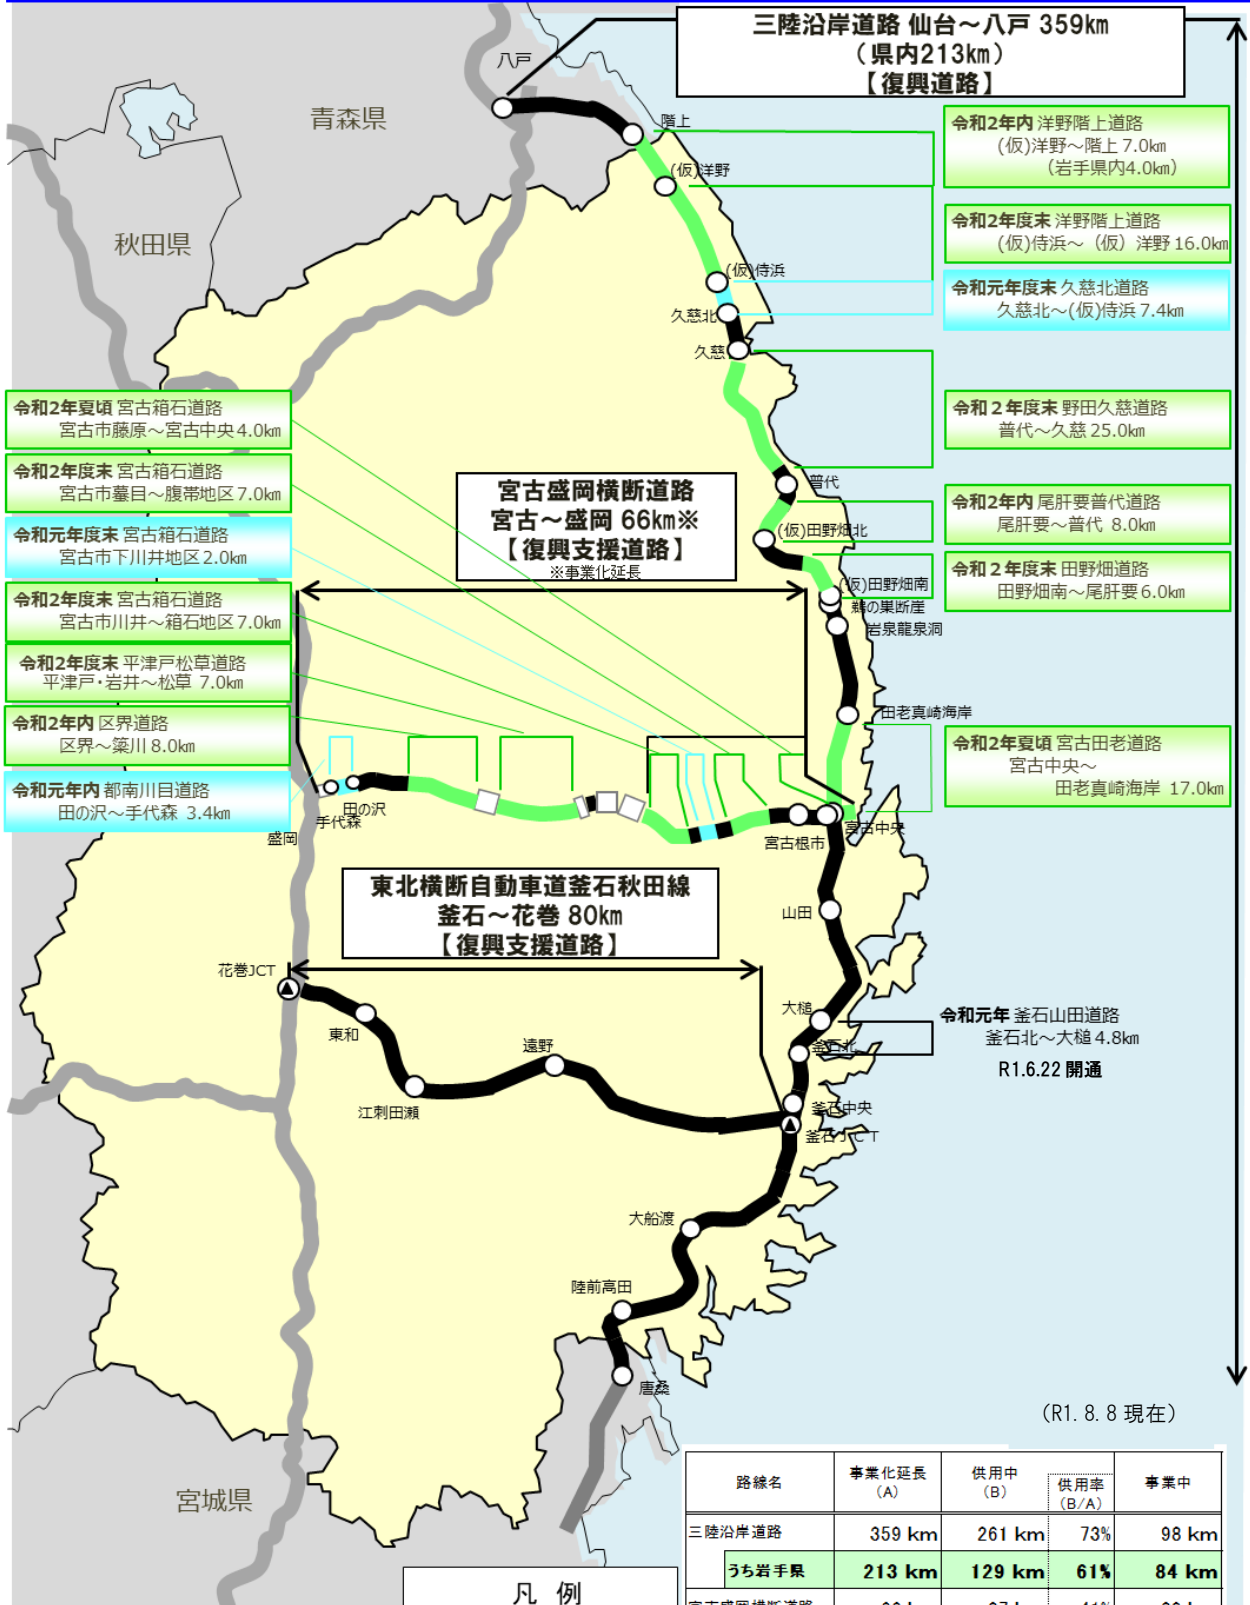 三陸沿岸道路 仙台～八戸 359km
（県内213km）
【復興道路】
八戸
青森県
階上
(仮)洋野
秋田県
(仮)侍浜
久慈北
久慈
令和2年内 洋野階上道路
(仮)洋野～階上 7.0km
（岩手県内4.0km）
令和2年度末 洋野階上道路
(仮)侍浜～（仮）洋野 16.0km
令和元年度末 久慈北道路
久慈北～(仮)侍浜 7.4km
令和２年度末 野田久慈道路
普代～久慈 25.0km
令和2年内 尾肝要普代道路
尾肝要～普代 8.0km
令和２年度末 田野畑道路
田野畑南～尾肝要 6.0km
令和2年夏頃 宮古田老道路
宮古中央～
田老真崎海岸 17.0km
令和2年夏頃 宮古箱石道路
宮古市藤原～宮古中央 4.0km
令和2年度末 宮古箱石道路
宮古市蟇目～腹帯地区 7.0km
令和元年度末 宮古箱石道路
宮古市下川井地区 2.0km
令和2年度末 宮古箱石道路
宮古市川井～箱石地区 7.0km
令和2年度末 平津戸松草道路
平津戸・岩井～松草 7.0km
令和2年内 区界道路
区界～簗川 8.0km
令和元年内 都南川目道路
田の沢～手代森 3.4km
宮古盛岡横断道路
宮古～盛岡 66km※
【復興支援道路】
※事業化延長
普代
(仮)田野畑北
(仮)田野畑南
鵜の巣断崖
岩泉龍泉洞
田老真崎海岸
田の沢
手代森
盛岡
宮古根市
宮古中央
東北横断自動車道釜石秋田線
釜石～花巻 80km
【復興支援道路】
山田
花巻JCT
東和
遠野
江刺田瀬
大槌
釜石北
釜石中央
釜石ＪＣＴ
令和元年 釜石山田道路
釜石北～大槌 4.8km
R1.6.22 開通
大船渡
陸前高田
唐桑
宮城県
（R1.8.8 現在）
路線名 事業化延長（A） 供用中（B） 供用率（B/A） 事業中
三陸沿岸道路 359 km 261 km 73% 98 km
うち岩手県 213 km 129 km 61% 84 km
凡 例